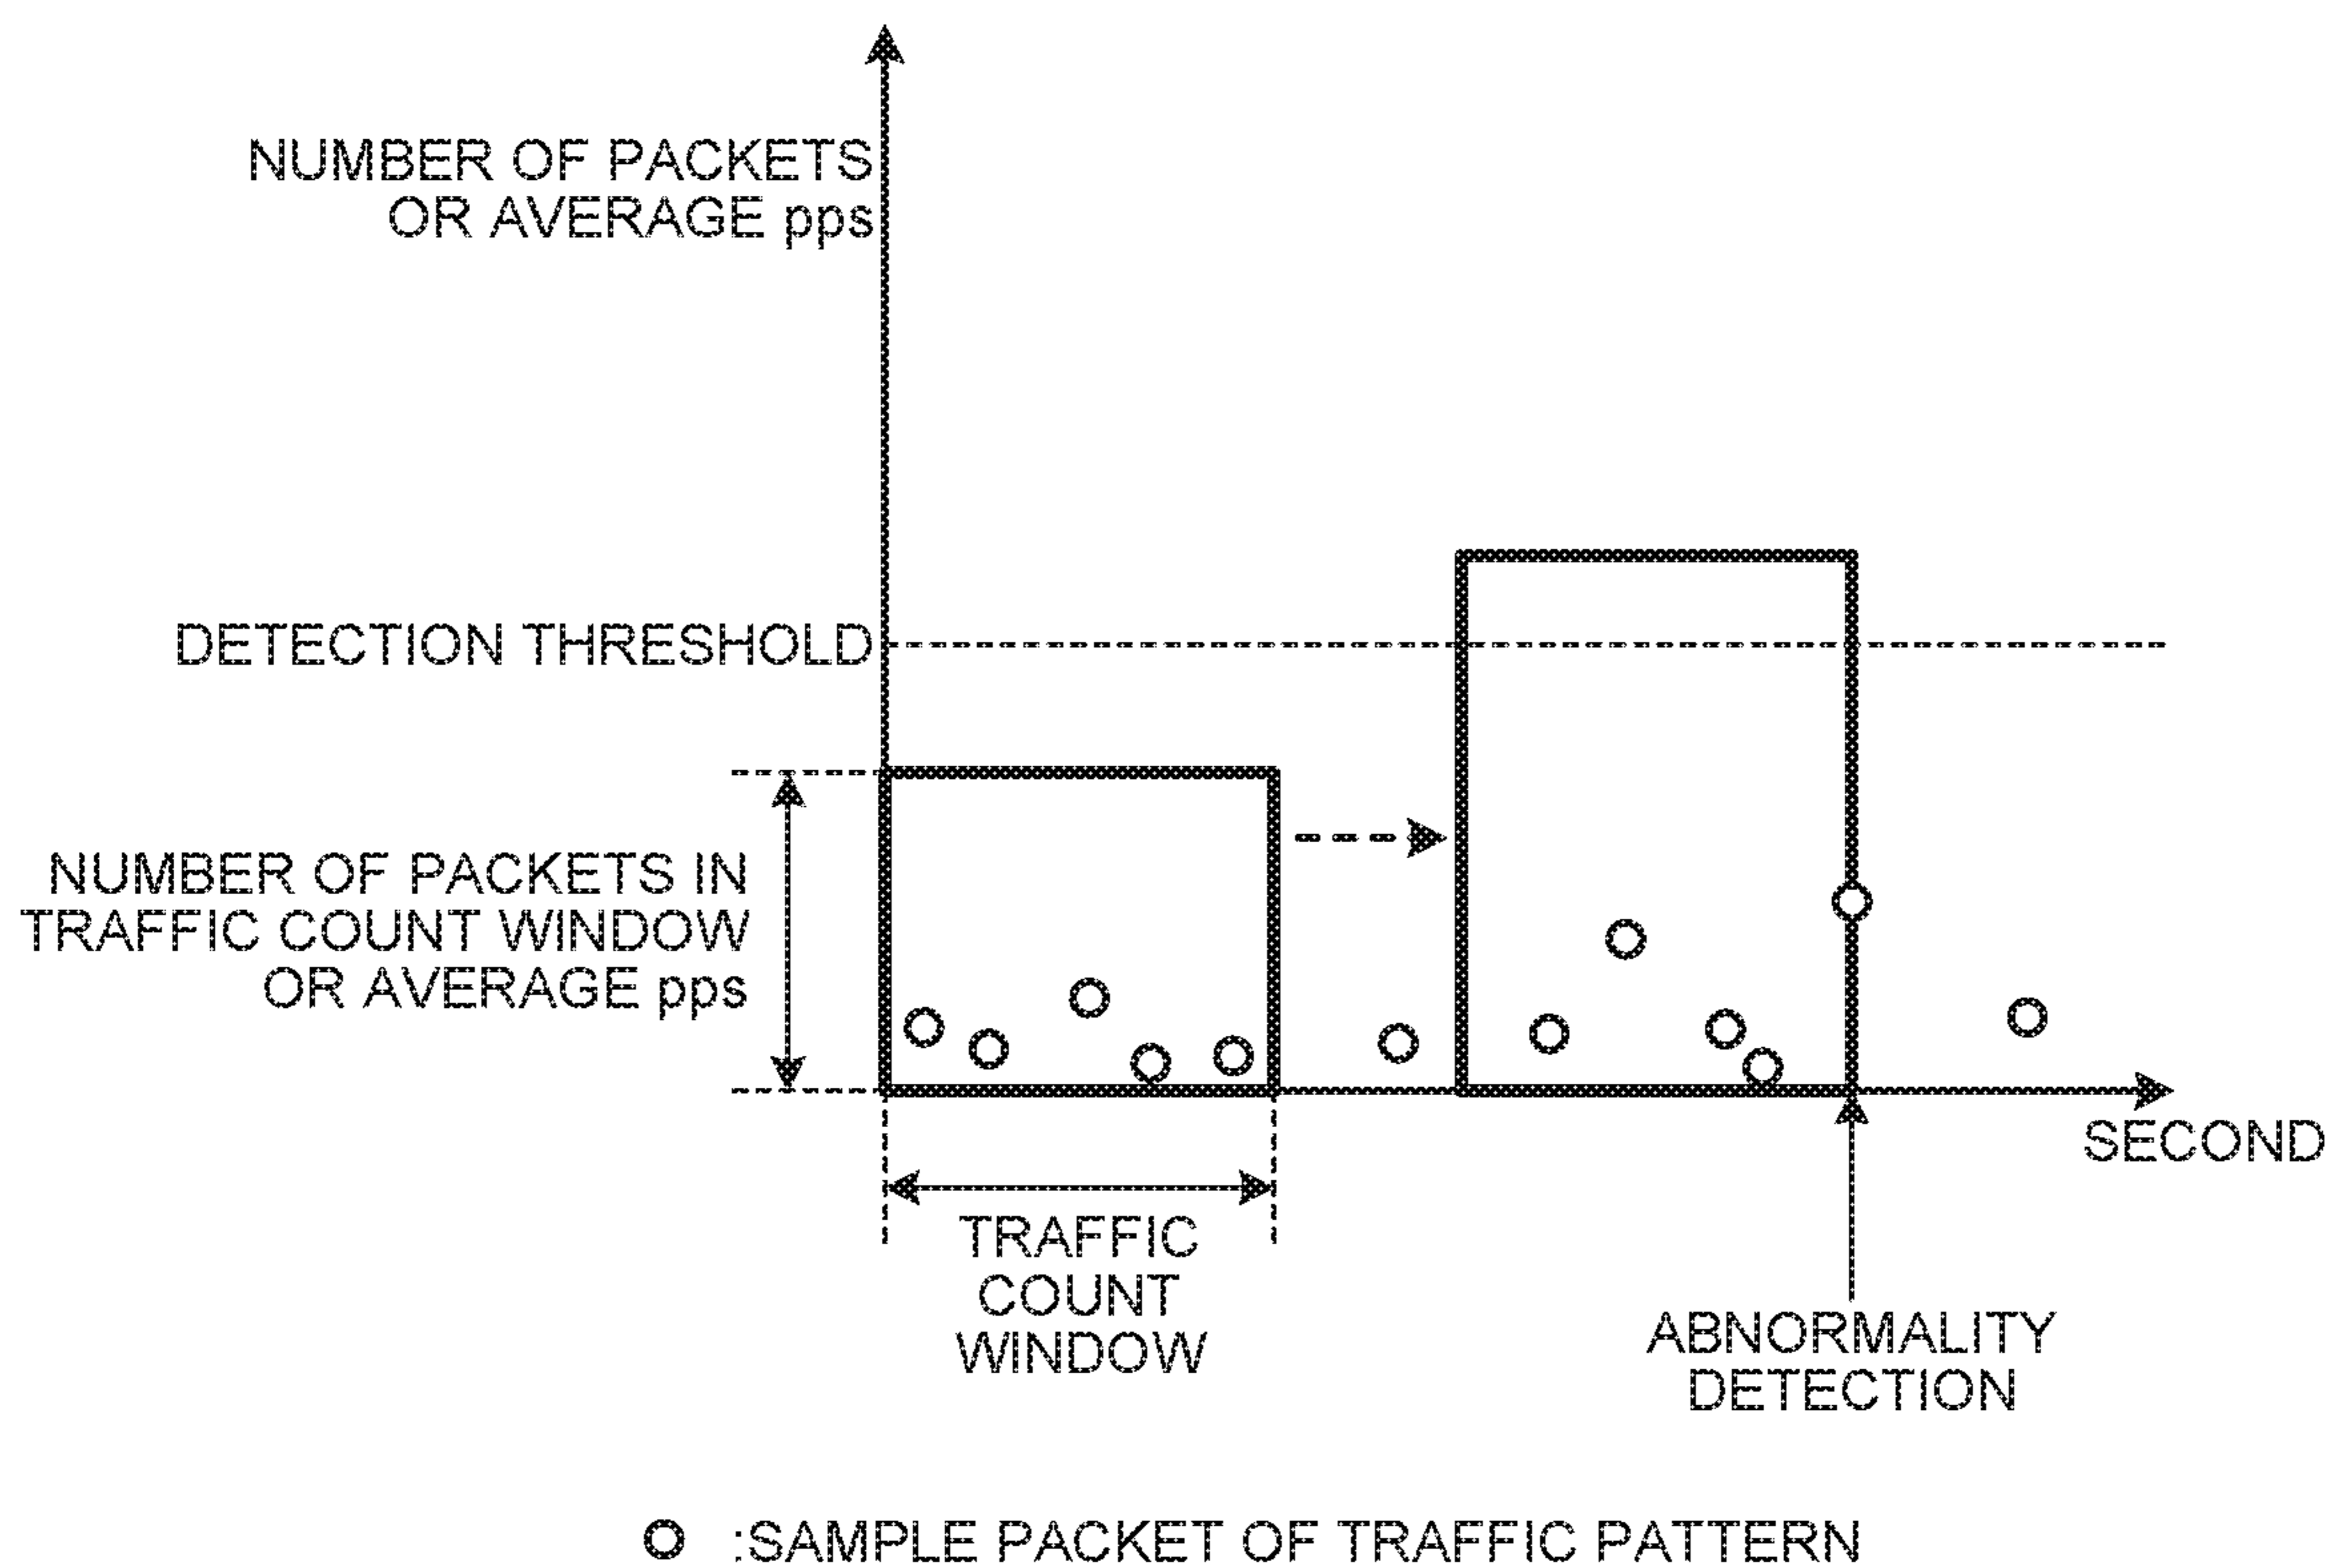 NUMBER OF PACKETS
OR AVERAGE pps
DETECTION THRESHOLD
NUMBER OF PACKETS IN
TRAFFIC COUNT WINDOW
OR AVERAGE pps
SECOND
TRAFFIC
COUNT
WINDOW
ABNORMALITY
DETECTION
:SAMPLE PACKET OF TRAFFIC PATTERN